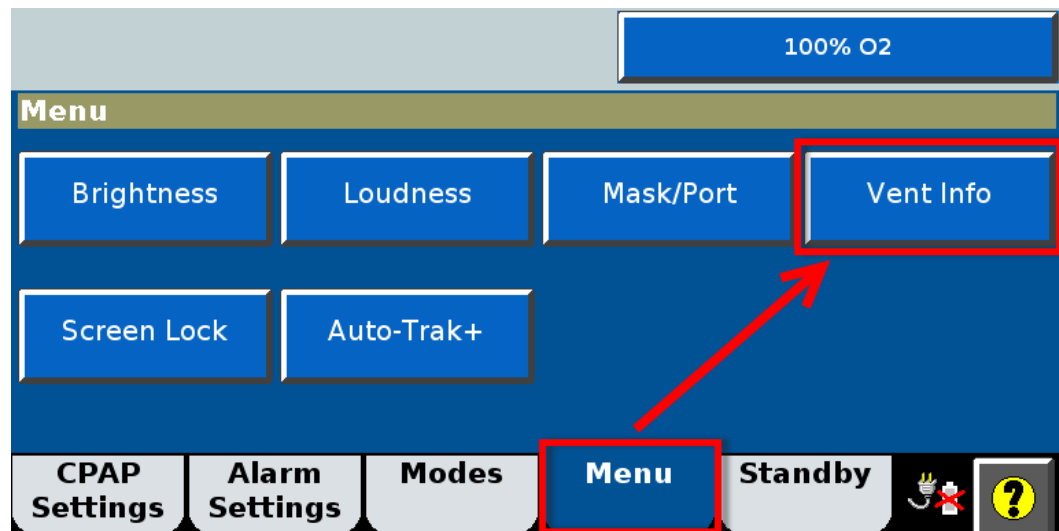 100% O2
Menu
Brightness Loudness Mask/Port Vent Info
Screen Lock Auto-Trak+
CPAP Alarm Modes Menu Standby
Settings Settings
?